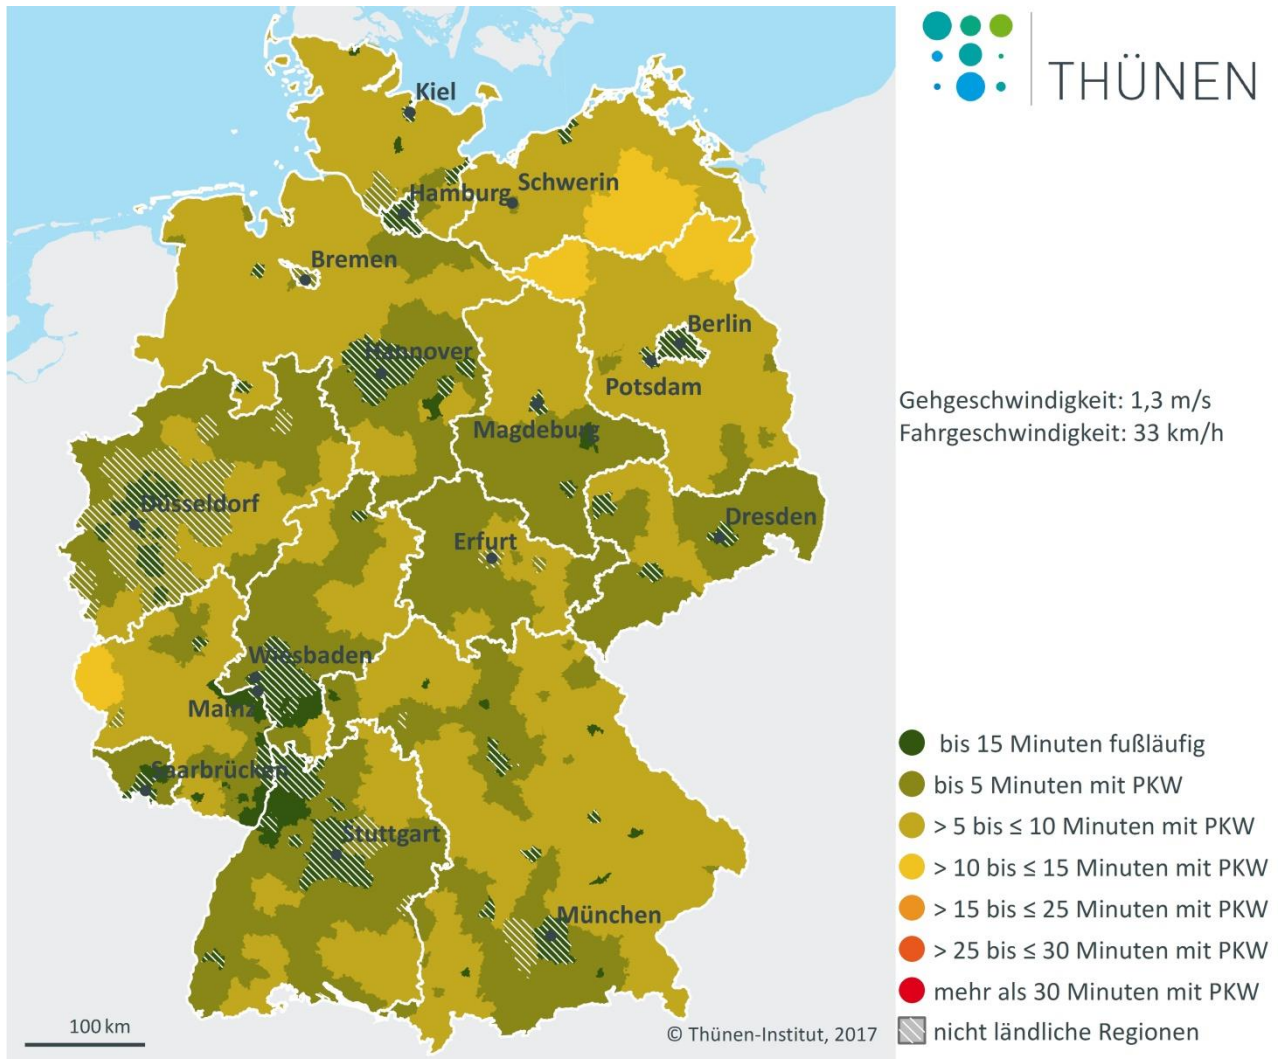 THÜNEN
Kiel
Hamburg
Schwerin
Bremen
Berlin
Hannover
Potsdam
Magdeburg
Düsseldorf
Dresden
Erfurt
Wiesbaden
Mainz
Saarbrücken
Stuttgart
München
100 km
© Thünen-Institut, 2017
Gehgeschwindigkeit: 1,3 m/s
Fahrgeschwindigkeit: 33 km/h
bis 15 Minuten fußläufig
bis 5 Minuten mit PKW
> 5 bis ≤ 10 Minuten mit PKW
> 10 bis ≤ 15 Minuten mit PKW
> 15 bis ≤ 25 Minuten mit PKW
> 25 bis ≤ 30 Minuten mit PKW
mehr als 30 Minuten mit PKW
nicht ländliche Regionen